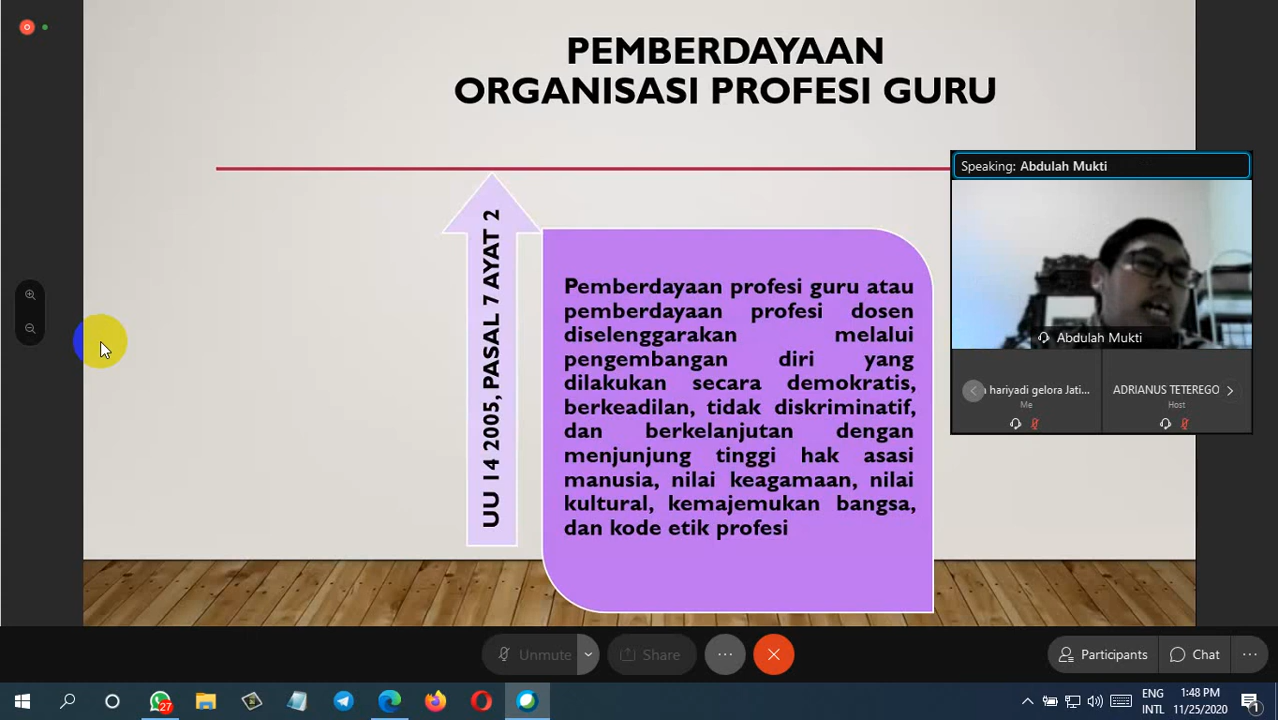 PEMBERDAYAAN
ORGANISASI PROFESI GURU
Speaking: Abdulah Mukti
UU 14 2005, PASAL 7 AYAT 2
Pemberdayaan profesi guru atau
pemberdayaan profesi dosen
diselenggarakan melalui
pengembangan diri yang
dilakukan secara demokratis,
berkeadilan, tidak diskriminatif,
dan berkelanjutan dengan
menjunjung tinggi hak asasi
manusia, nilai keagamaan, nilai
kultural, kemajemukan bangsa,
dan kode etik profesi
Abdulah Mukti
hariyadi gelora Jati...
Me
ADRIANUS TETEREGO
Host
Unmute
Share
Participants
Chat
27
ENG
INTL
1:48 PM
11/25/2020
1